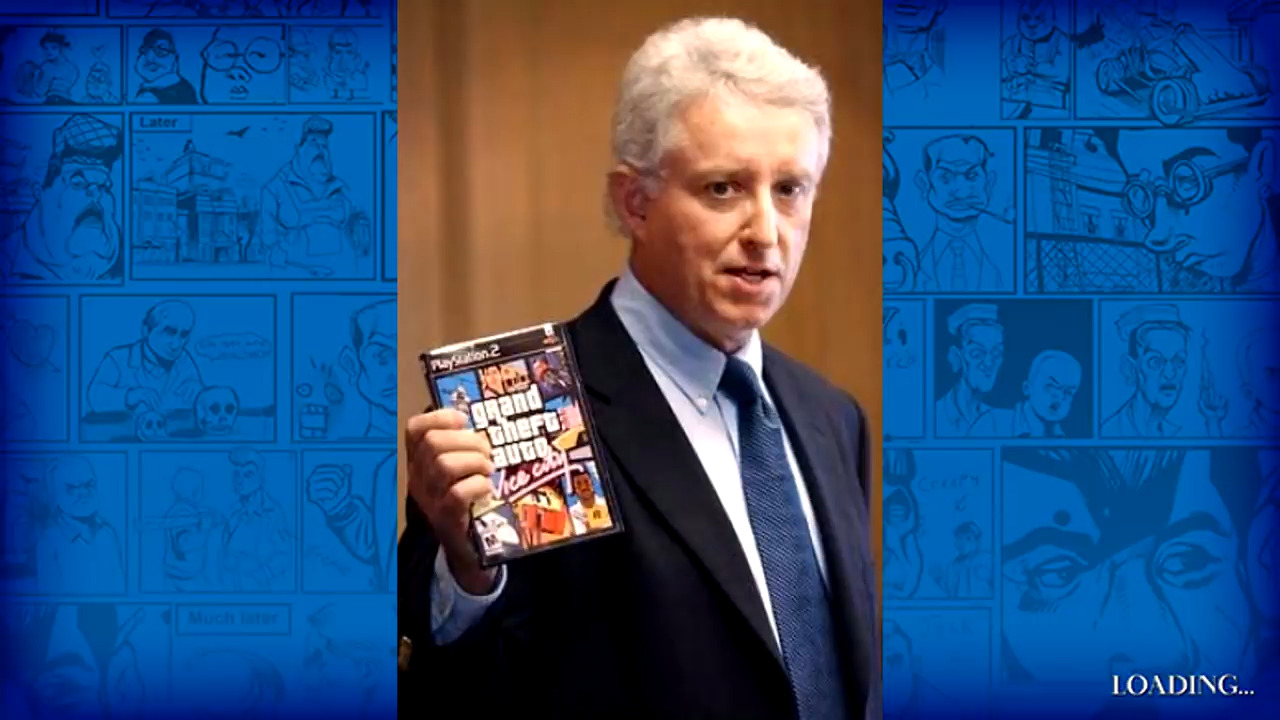 Later
PlayStation 2
grand
theft
auto
Vice City
Much later
LOADING...